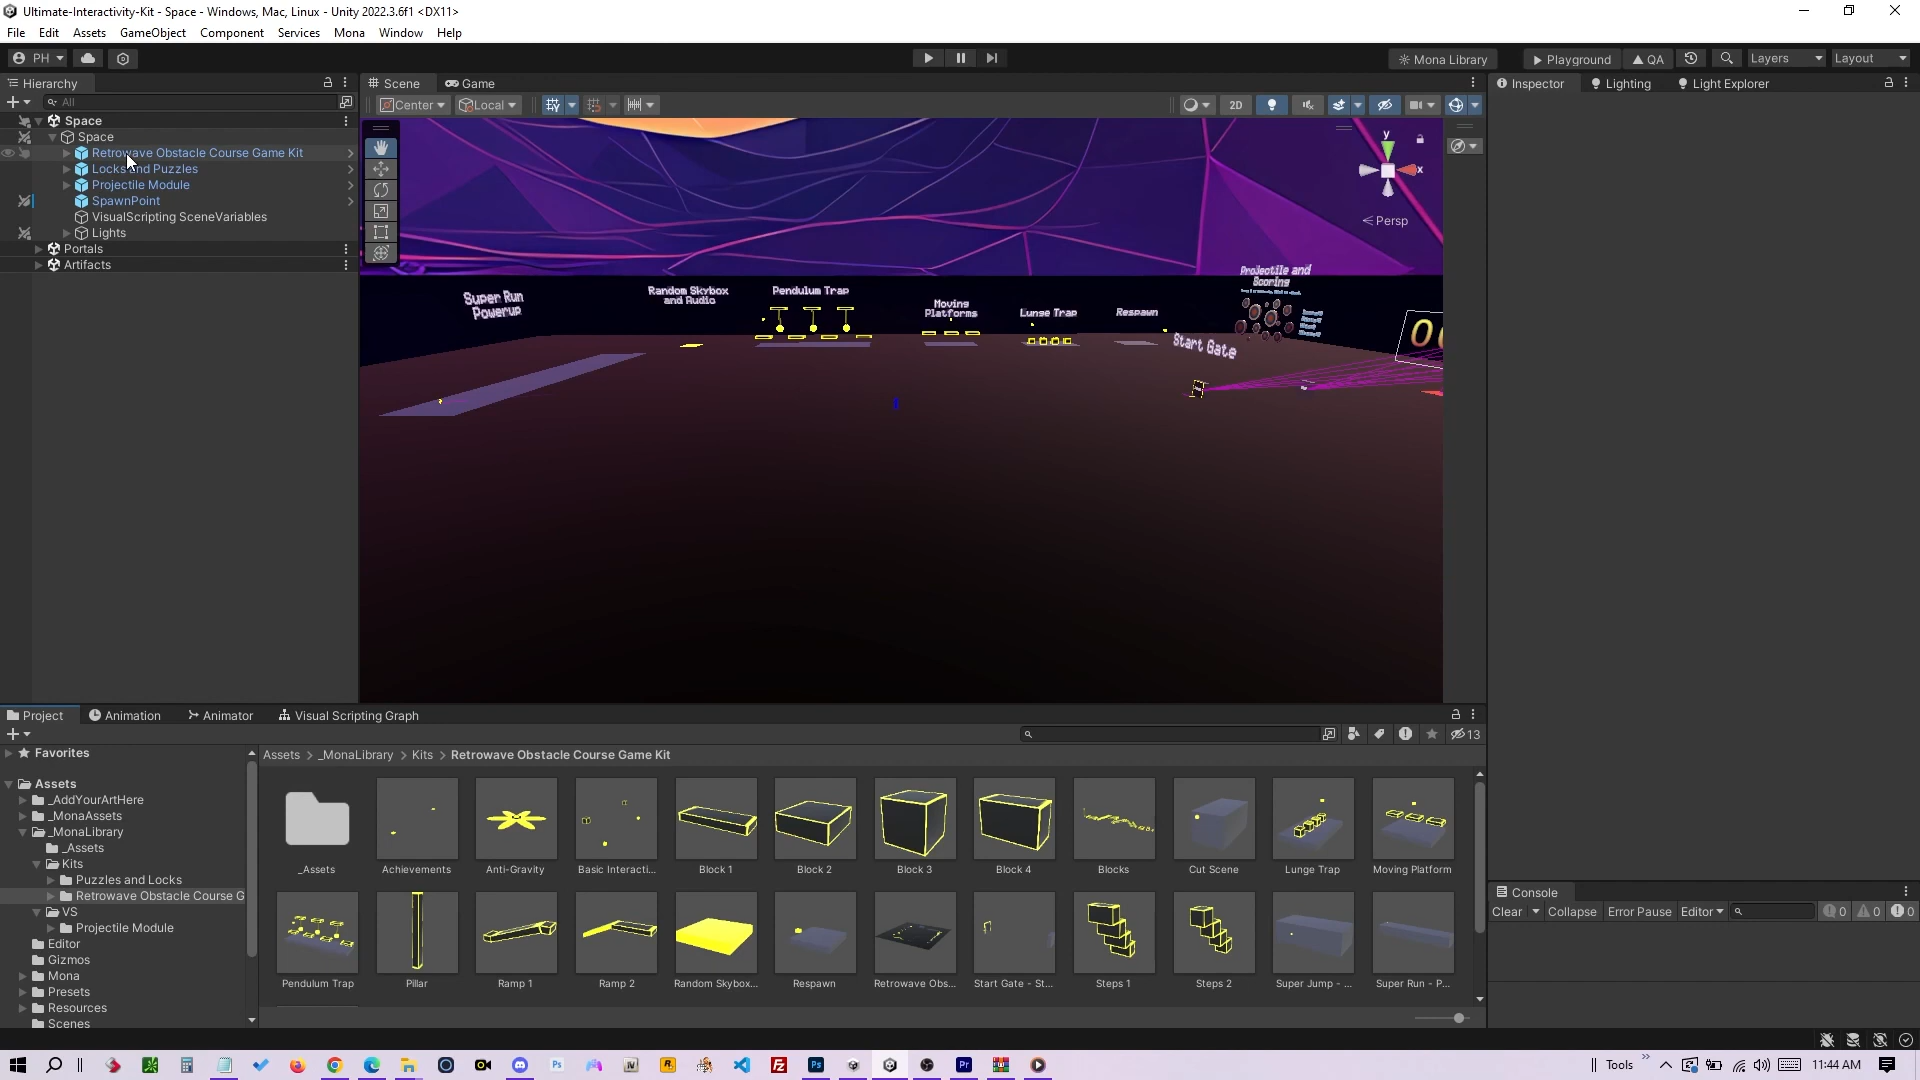 Ultimate-Interactivity-Kit - Space - Windows, Mac, Linux - Unity 2022.3.6f1 <DX11>
File Edit Assets GameObject Component Services Mona Window Help
PH Mona Library Playground QA Layers Layout
Hierarchy
All
Space
Space
Retrowave Obstacle Course Game Kit
Locks and Puzzles
Projectile Module
SpawnPoint
VisualScripting SceneVariables
Lights
Portals
Artifacts
Scene Game
Center Local 2D
y
x
Persp
Super Run
Powerup
Random Skybox
and Audio
Pendulum Trap
Moving
Platforms
Lunge Trap
Respawn
Start Gate
Projectile and
Scoring
Inspector Lighting Light Explorer
Project Animation Animator Visual Scripting Graph
13
Favorites
Assets
_AddYourArtHere
_MonaAssets
_MonaLibrary
_Assets
Kits
Puzzles and Locks
Retrowave Obstacle Course G
VS
Projectile Module
Editor
Gizmos
Mona
Presets
Resources
Scenes
Assets > _MonaLibrary > Kits > Retrowave Obstacle Course Game Kit
_Assets Achievements Anti-Gravity Basic Interacti... Block 1 Block 2 Block 3 Block 4 Blocks Cut Scene Lunge Trap Moving Platform
Pendulum Trap Pillar Ramp 1 Ramp 2 Random Skybox... Respawn Retrowave Obs... Start Gate - St... Steps 1 Steps 2 Super Jump - ... Super Run - P...
Console
Clear Collapse Error Pause Editor 0 0 0
Tools 11:44 AM